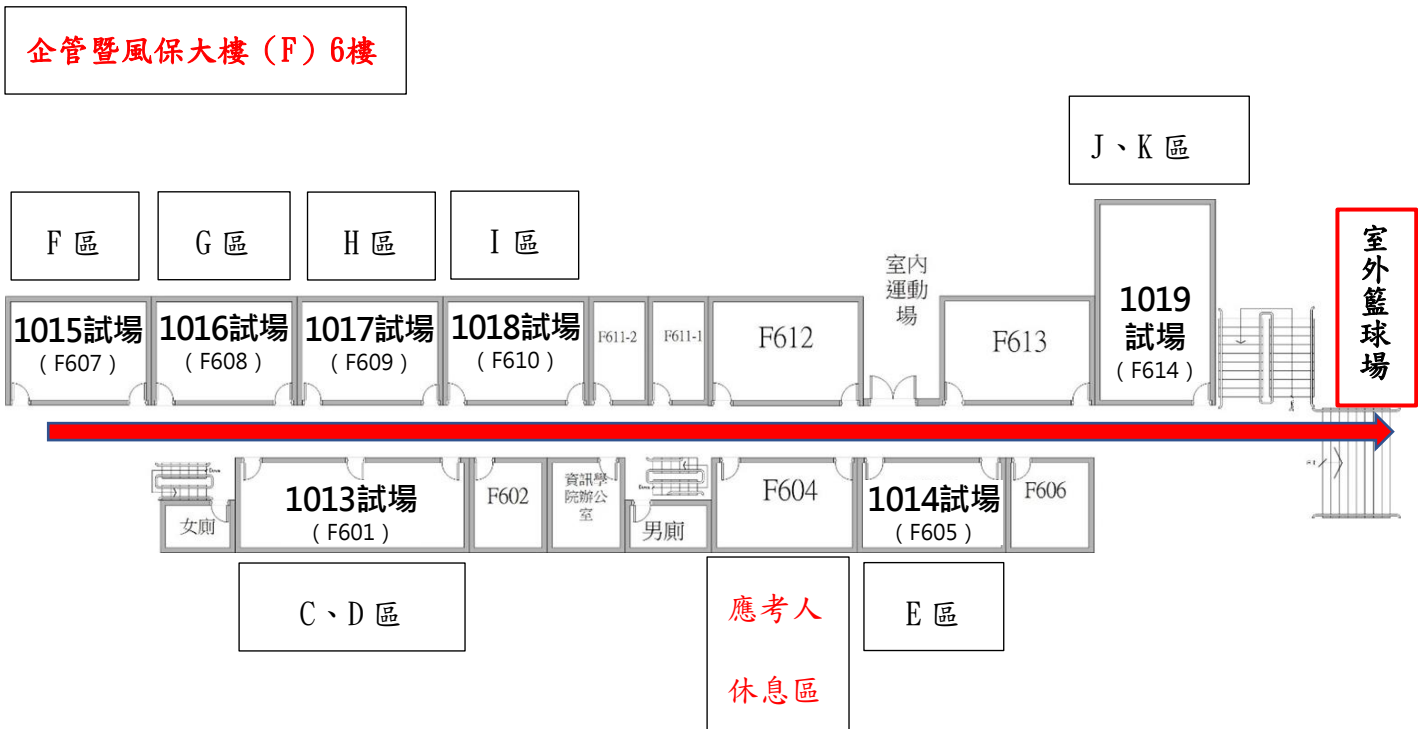 企管暨風保大樓（F）6樓
J、K 區
F 區
G 區
H 區
I 區
室外籃球場
室內
運動
場
1015試場
（F607）
1016試場
（F608）
1017試場
（F609）
1018試場
（F610）
F611-2
F611-1
F612
F613
1019
試場
（F614）
女廁
1013試場
（F601）
F602
資訊學
院辦公
室
男廁
F604
1014試場
（F605）
F606
C、D 區
應考人
休息區
E 區